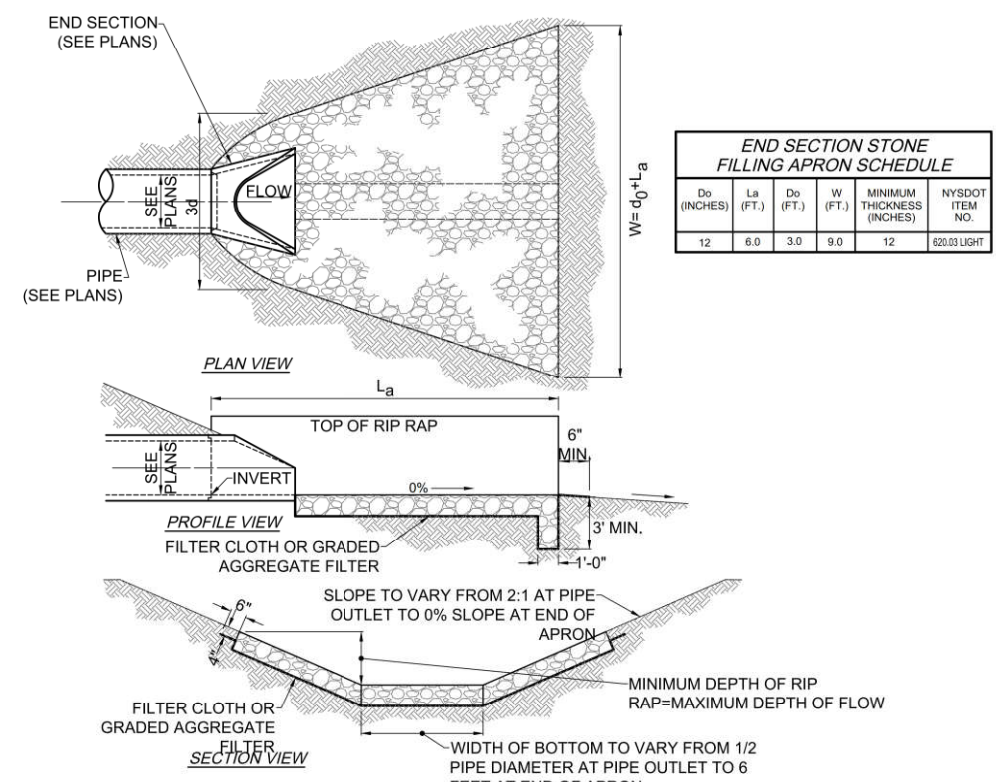 END SECTION
(SEE PLANS)
SEE
PLANS
3d
FLOW
PIPE
(SEE PLANS)
W= d0+La
PLAN VIEW
END SECTION STONE
FILLING APRON SCHEDULE
Do (INCHES) La (FT.) Do (FT.) W (FT.) MINIMUM THICKNESS (INCHES) NYSDOT ITEM NO.
12 6.0 3.0 9.0 12 620.03 LIGHT
La
TOP OF RIP RAP
6"
MIN.
SEE
PLANS
INVERT
0%
PROFILE VIEW
3' MIN.
FILTER CLOTH OR GRADED
AGGREGATE FILTER
1'-0"
SLOPE TO VARY FROM 2:1 AT PIPE
OUTLET TO 0% SLOPE AT END OF
APRON
6"
4"
MINIMUM DEPTH OF RIP
RAP=MAXIMUM DEPTH OF FLOW
FILTER CLOTH OR
GRADED AGGREGATE
FILTER
SECTION VIEW
WIDTH OF BOTTOM TO VARY FROM 1/2
PIPE DIAMETER AT PIPE OUTLET TO 6
FEET AT END OF APRON